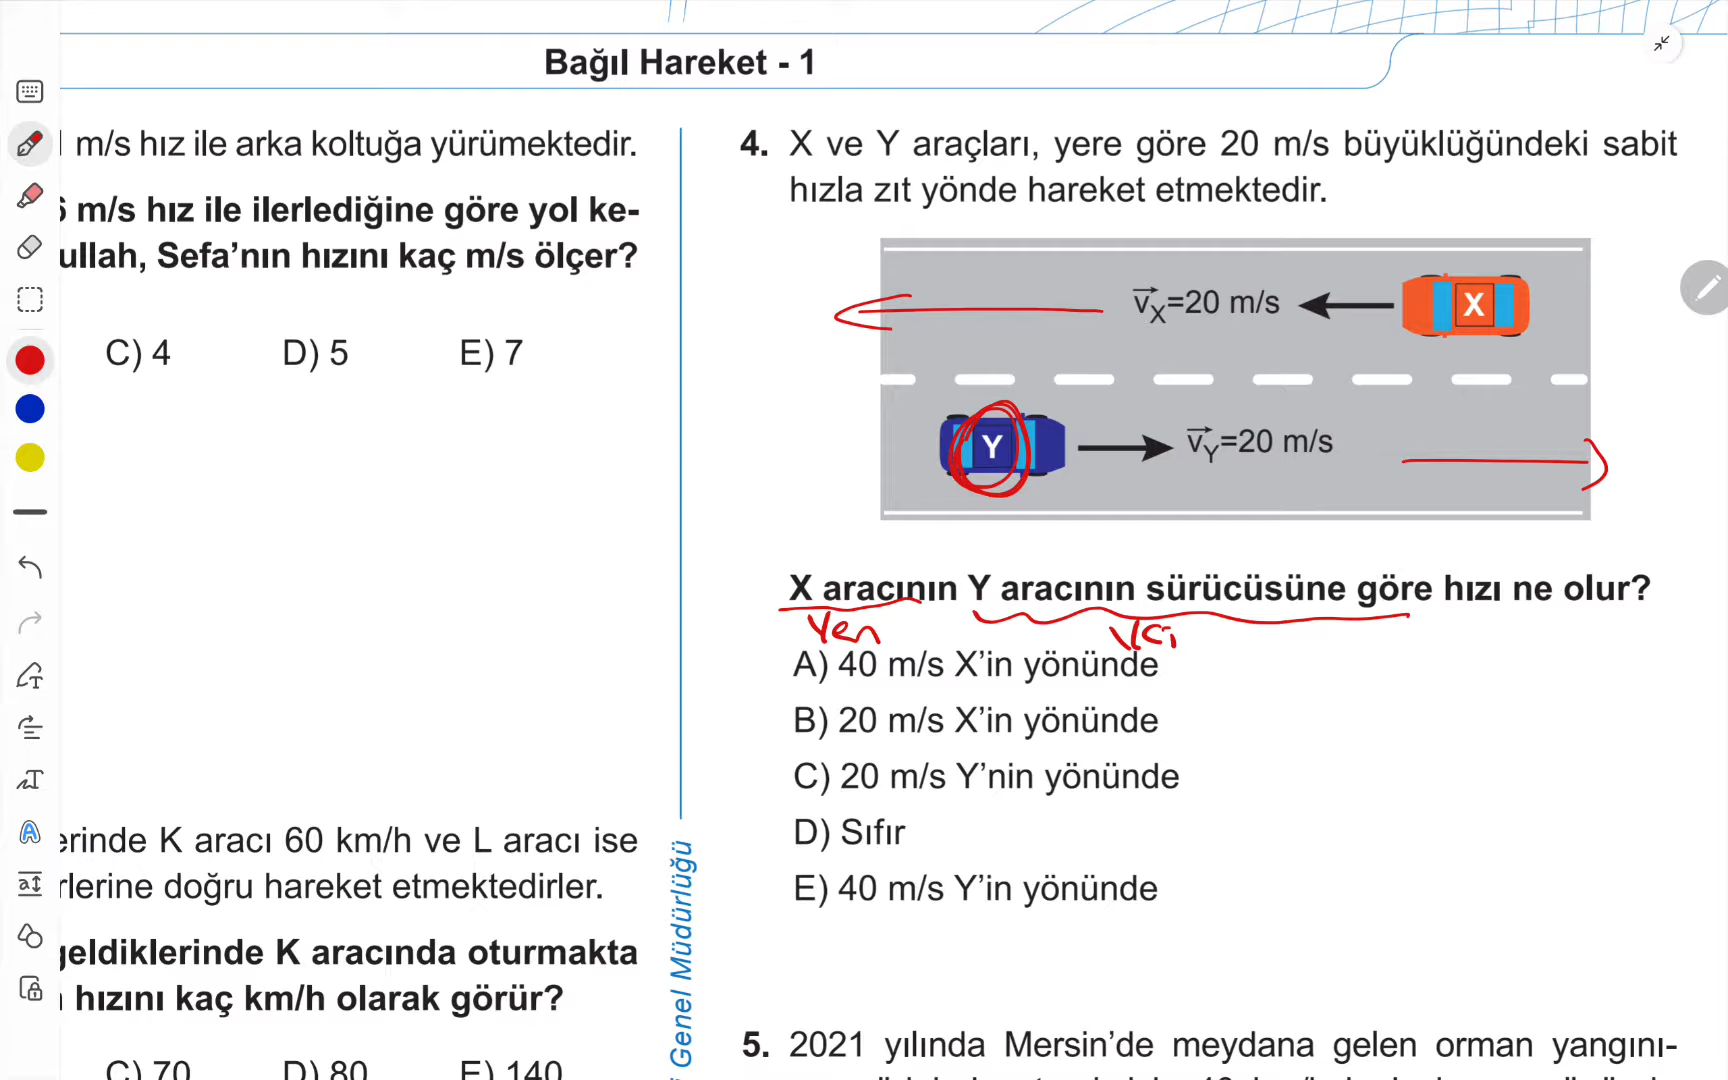 Bağıl Hareket - 1
m/s hız ile arka koltuğa yürümektedir.
m/s hız ile ilerlediğine göre yol ke-
ullah, Sefa’nın hızını kaç m/s ölçer?
C) 4 D) 5 E) 7
erinde K aracı 60 km/h ve L aracı ise
rlerine doğru hareket etmektedirler.
geldiklerinde K aracında oturmakta
hızını kaç km/h olarak görür?
C) 70 D) 80 E) 140
Genel Müdürlüğü
4. X ve Y araçları, yere göre 20 m/s büyüklüğündeki sabit
hızla zıt yönde hareket etmektedir.
vX=20 m/s
X
Y
vY=20 m/s
X aracının Y aracının sürücüsüne göre hızı ne olur?
A) 40 m/s X’in yönünde
B) 20 m/s X’in yönünde
C) 20 m/s Y’nin yönünde
D) Sıfır
E) 40 m/s Y’in yönünde
5. 2021 yılında Mersin’de meydana gelen orman yangını-